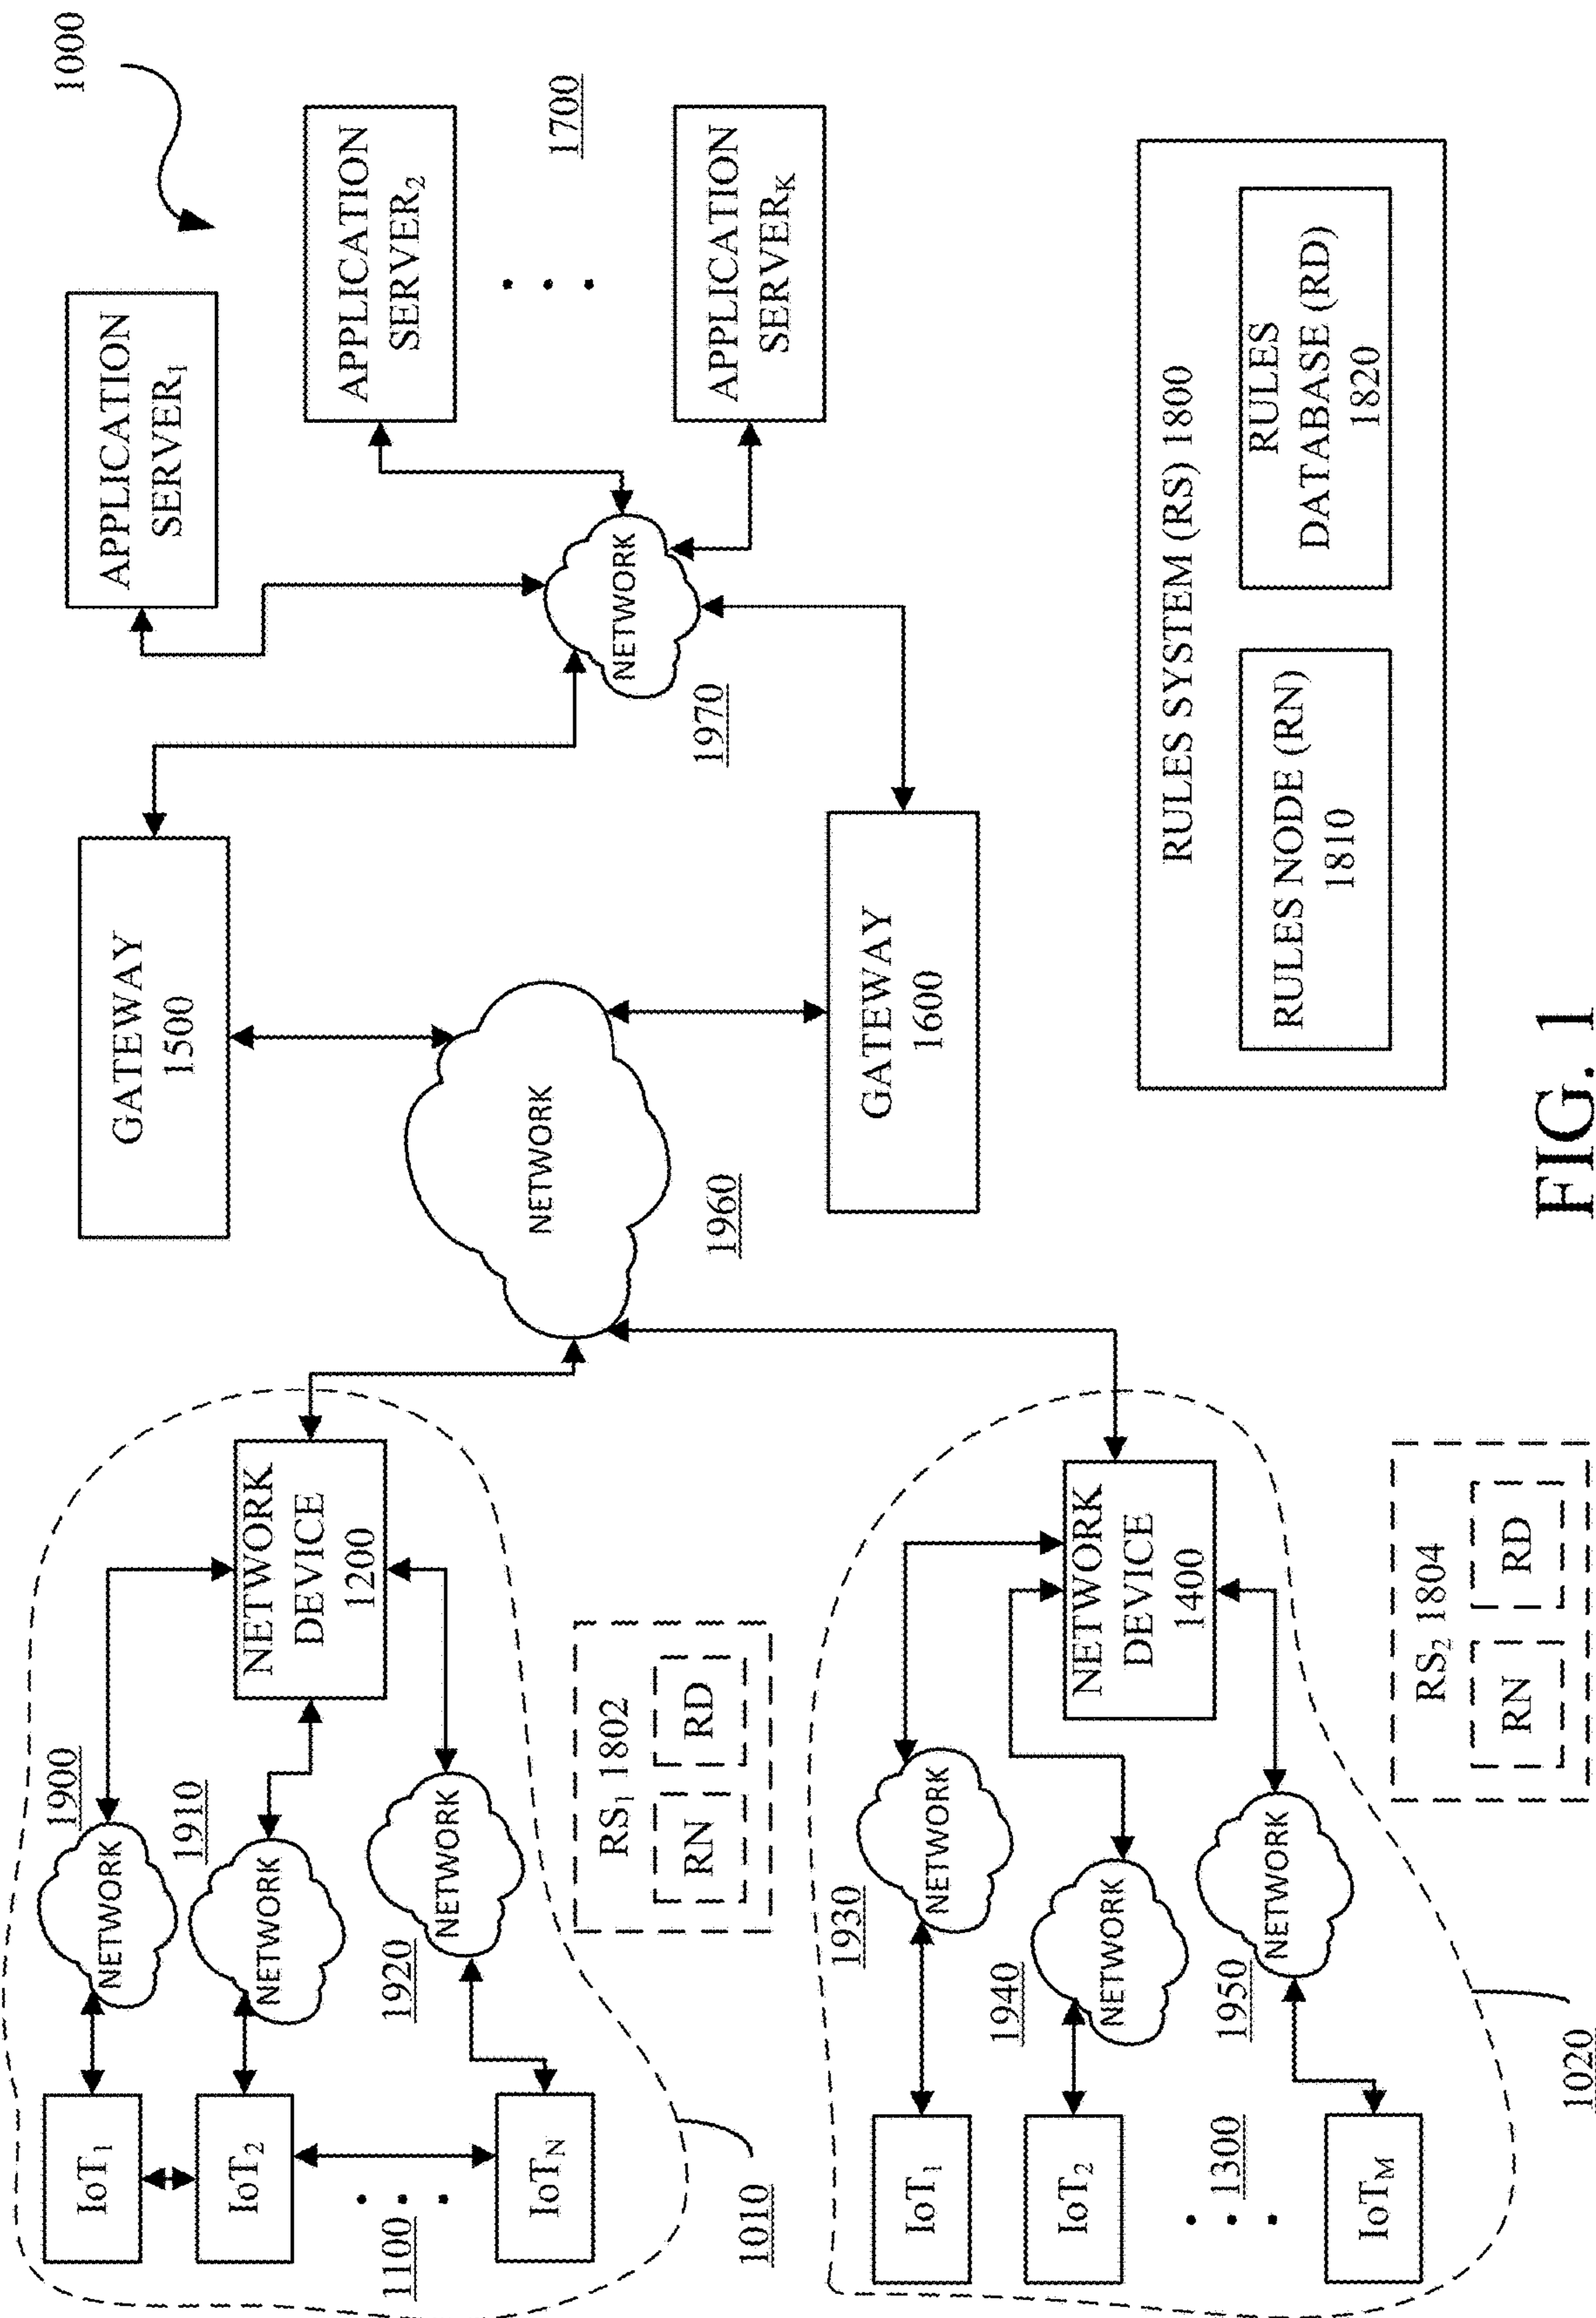 1000
APPLICATION
SERVER1
APPLICATION
SERVER2
1700
APPLICATION
SERVERK
NETWORK
1970
GATEWAY
1500
NETWORK
1960
GATEWAY
1600
NETWORK
DEVICE
1200
1900
NETWORK
1910
NETWORK
1920
NETWORK
IoT1
IoT2
1100
IoTN
1010
RS1 1802
RN
RD
NETWORK
DEVICE
1400
1930
NETWORK
1940
NETWORK
1950
NETWORK
IoT1
IoT2
1300
IoTM
1020
RS2 1804
RN
RD
RULES SYSTEM (RS) 1800
RULES NODE (RN)
1810
RULES
DATABASE (RD)
1820
FIG. 1